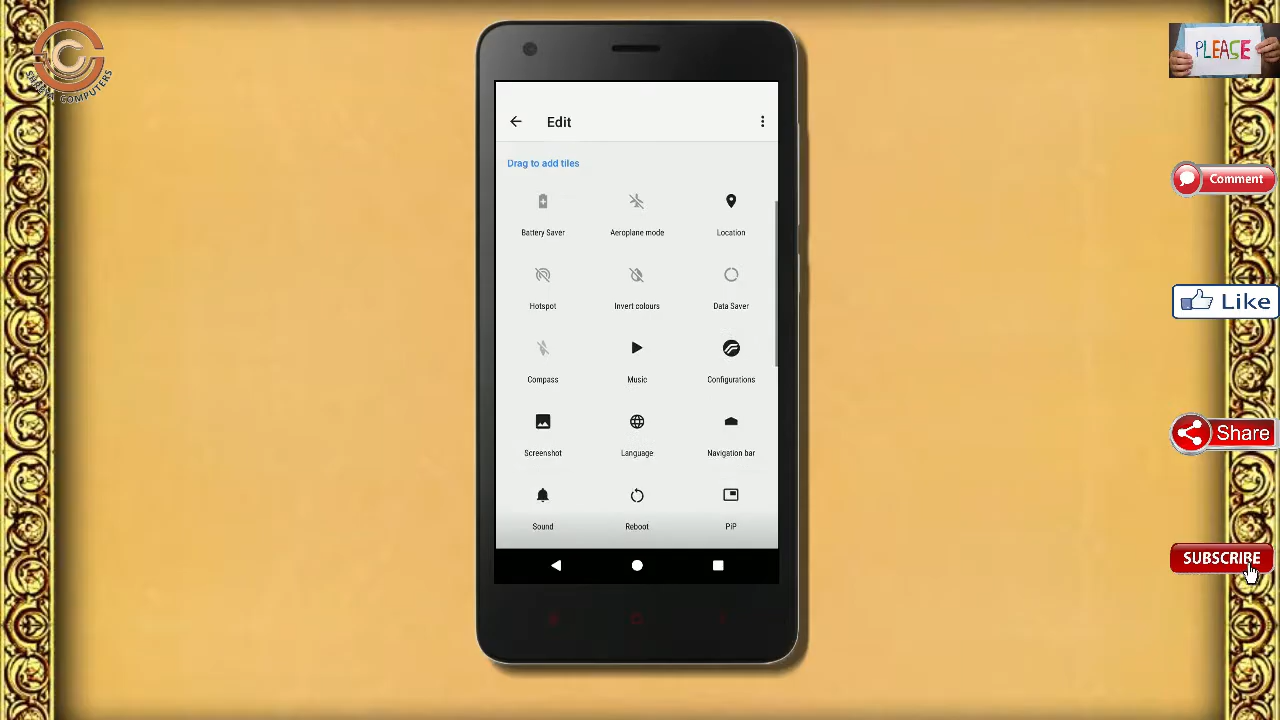 PLEASE
COMPUTERS
Edit
Drag to add tiles
Battery Saver
Aeroplane mode
Location
Comment
Hotspot
Invert colours
Data Saver
Like
Compass
Music
Configurations
Screenshot
Language
Navigation bar
Share
Sound
Reboot
PiP
SUBSCRIBE